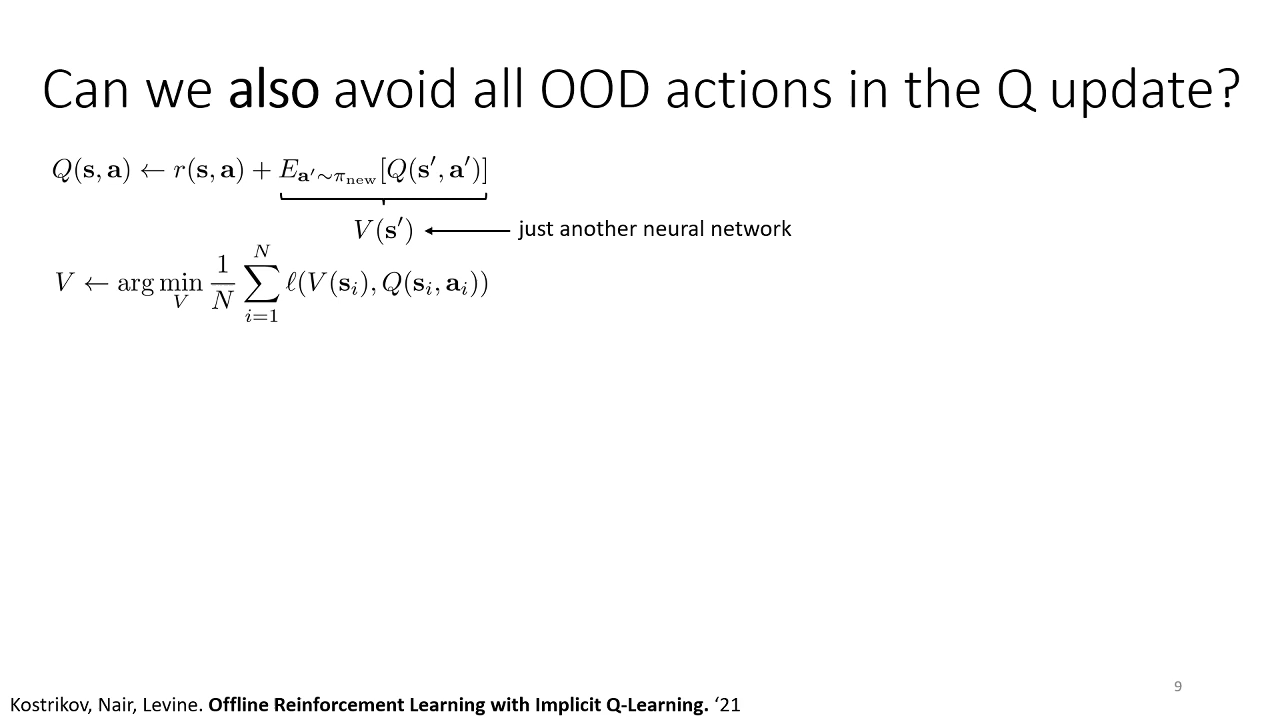 Can we also avoid all OOD actions in the Q update?
Q(s, a) ← r(s, a) + E_{a′∼π_new}[Q(s′, a′)]
V(s′) ← just another neural network
V ← arg min_V 1/N ∑_{i=1}^{N} ℓ(V(s_i), Q(s_i, a_i))
9
Kostrikov, Nair, Levine. Offline Reinforcement Learning with Implicit Q-Learning. ‘21